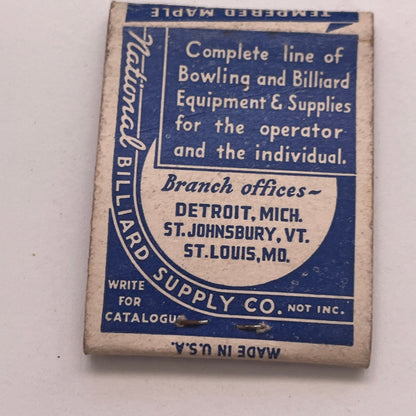 TEMPERED MAPLE
Complete line of
Bowling and Billiard
Equipment & Supplies
for the operator
and the individual.
National
BILLIARD SUPPLY CO. NOT INC.
Branch offices~
DETROIT, MICH.
ST. JOHNSBURY, VT.
ST. LOUIS, MO.
WRITE
FOR
CATALOGUE
MADE IN U.S.A.